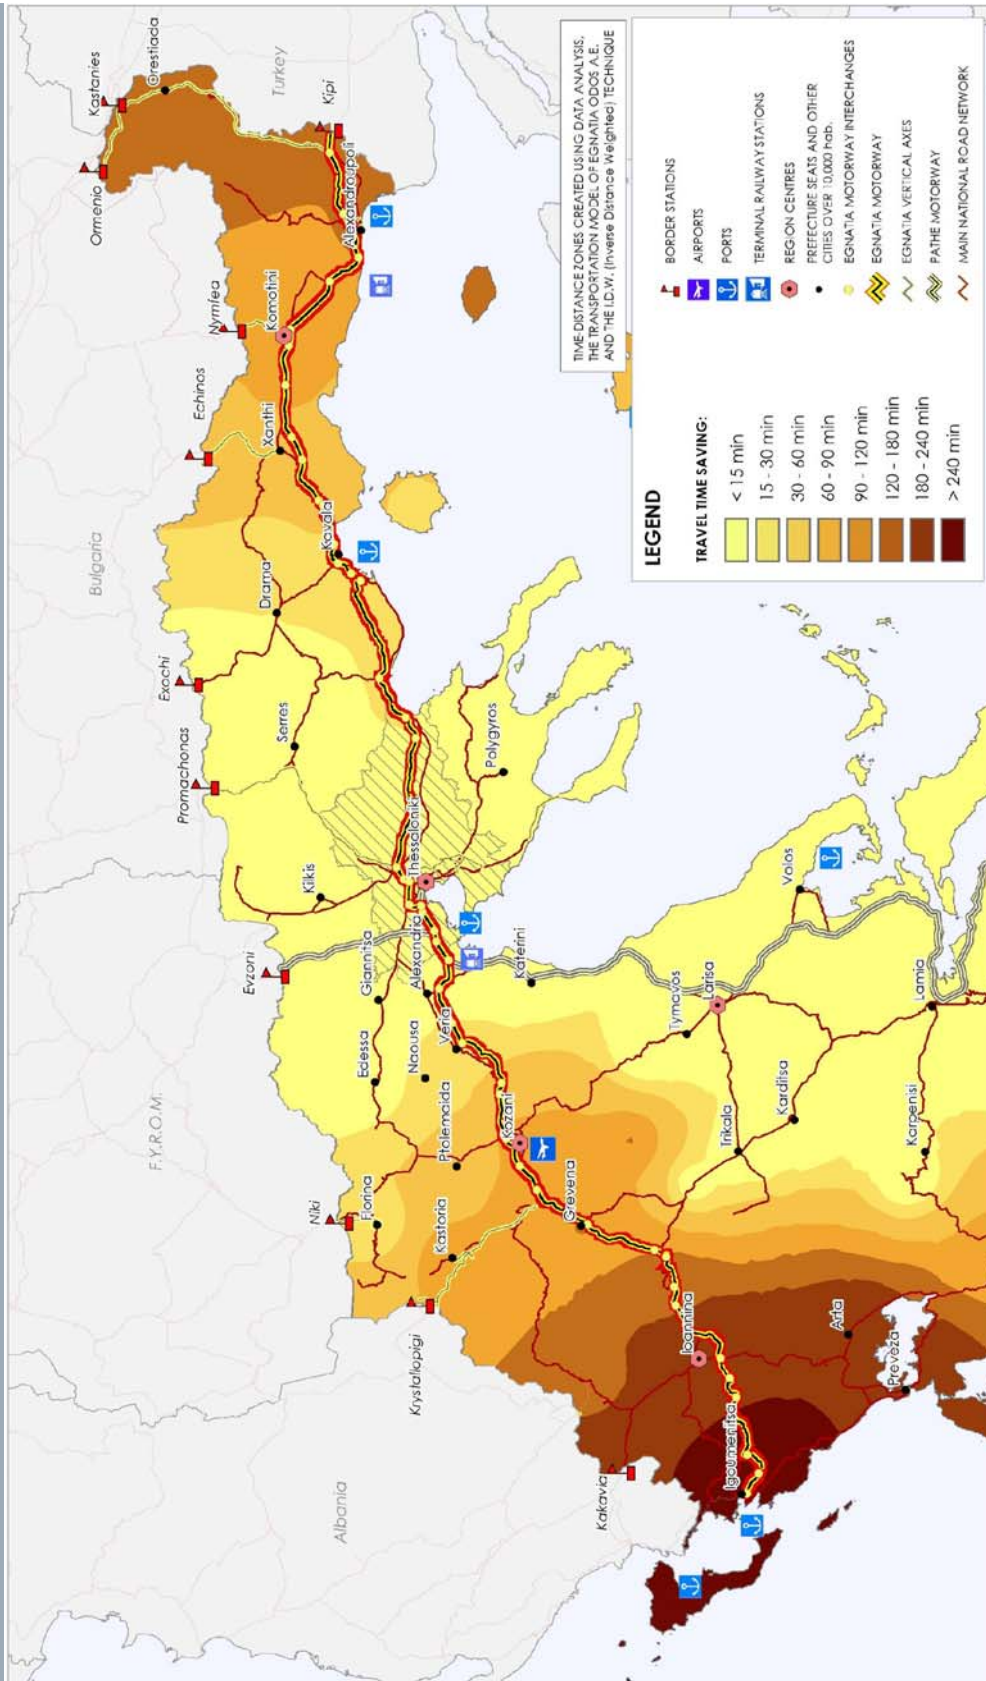 Kastanies
Ormenio
Orestiada
Turkey
Kipi
Alexandroupoli
Nymfea
Komotini
Echinos
Xanthi
Bulgaria
Kavala
Drama
Exochi
Serres
Promachonas
Polygyros
Thessaloniki
Kilkis
Evzoni
Giannitsa
Alexandria
Katerini
Volos
Edessa
Naousa
Veria
Tyrnavos
Larisa
Lamia
F.Y.R.O.M.
Ptolemaida
Kozani
Trikala
Karditsa
Karpenisi
Niki
Florina
Kastoria
Grevena
Krystallopigi
Ioannina
Arta
Preveza
Albania
Kakavia
Igoumenitsa
TIME-DISTANCE ZONES CREATED USING DATA ANALYSIS,
THE TRANSPORTATION MODEL OF EGNATIA ODOS A.E.
AND THE I.D.W. (Inverse Distance Weighted) TECHNIQUE
LEGEND
TRAVEL TIME SAVING:
< 15 min
15 - 30 min
30 - 60 min
60 - 90 min
90 - 120 min
120 - 180 min
180 - 240 min
> 240 min
BORDER STATIONS
AIRPORTS
PORTS
TERMINAL RAILWAY STATIONS
REGION CENTRES
PREFECTURE SEATS AND OTHER
CITIES OVER 10,000 hab.
EGNATIA MOTORWAY INTERCHANGES
EGNATIA MOTORWAY
EGNATIA VERTICAL AXES
PATHE MOTORWAY
MAIN NATIONAL ROAD NETWORK